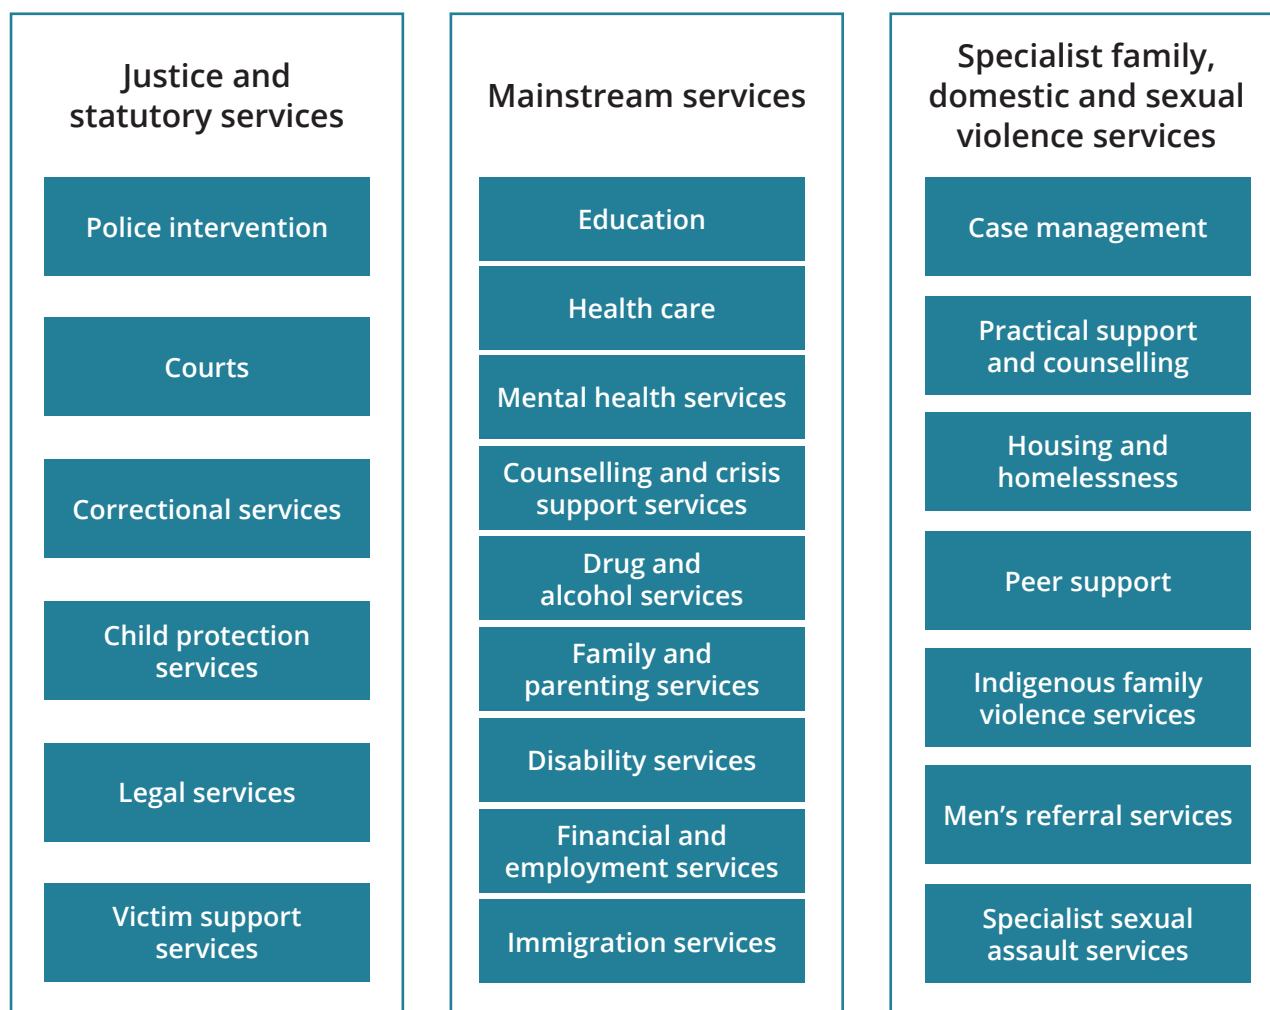 Justice and
statutory services
Police intervention
Courts
Correctional services
Child protection
services
Legal services
Victim support
services
Mainstream services
Education
Health care
Mental health services
Counselling and crisis
support services
Drug and
alcohol services
Family and
parenting services
Disability services
Financial and
employment services
Immigration services
Specialist family,
domestic and sexual
violence services
Case management
Practical support
and counselling
Housing and
homelessness
Peer support
Indigenous family
violence services
Men’s referral services
Specialist sexual
assault services